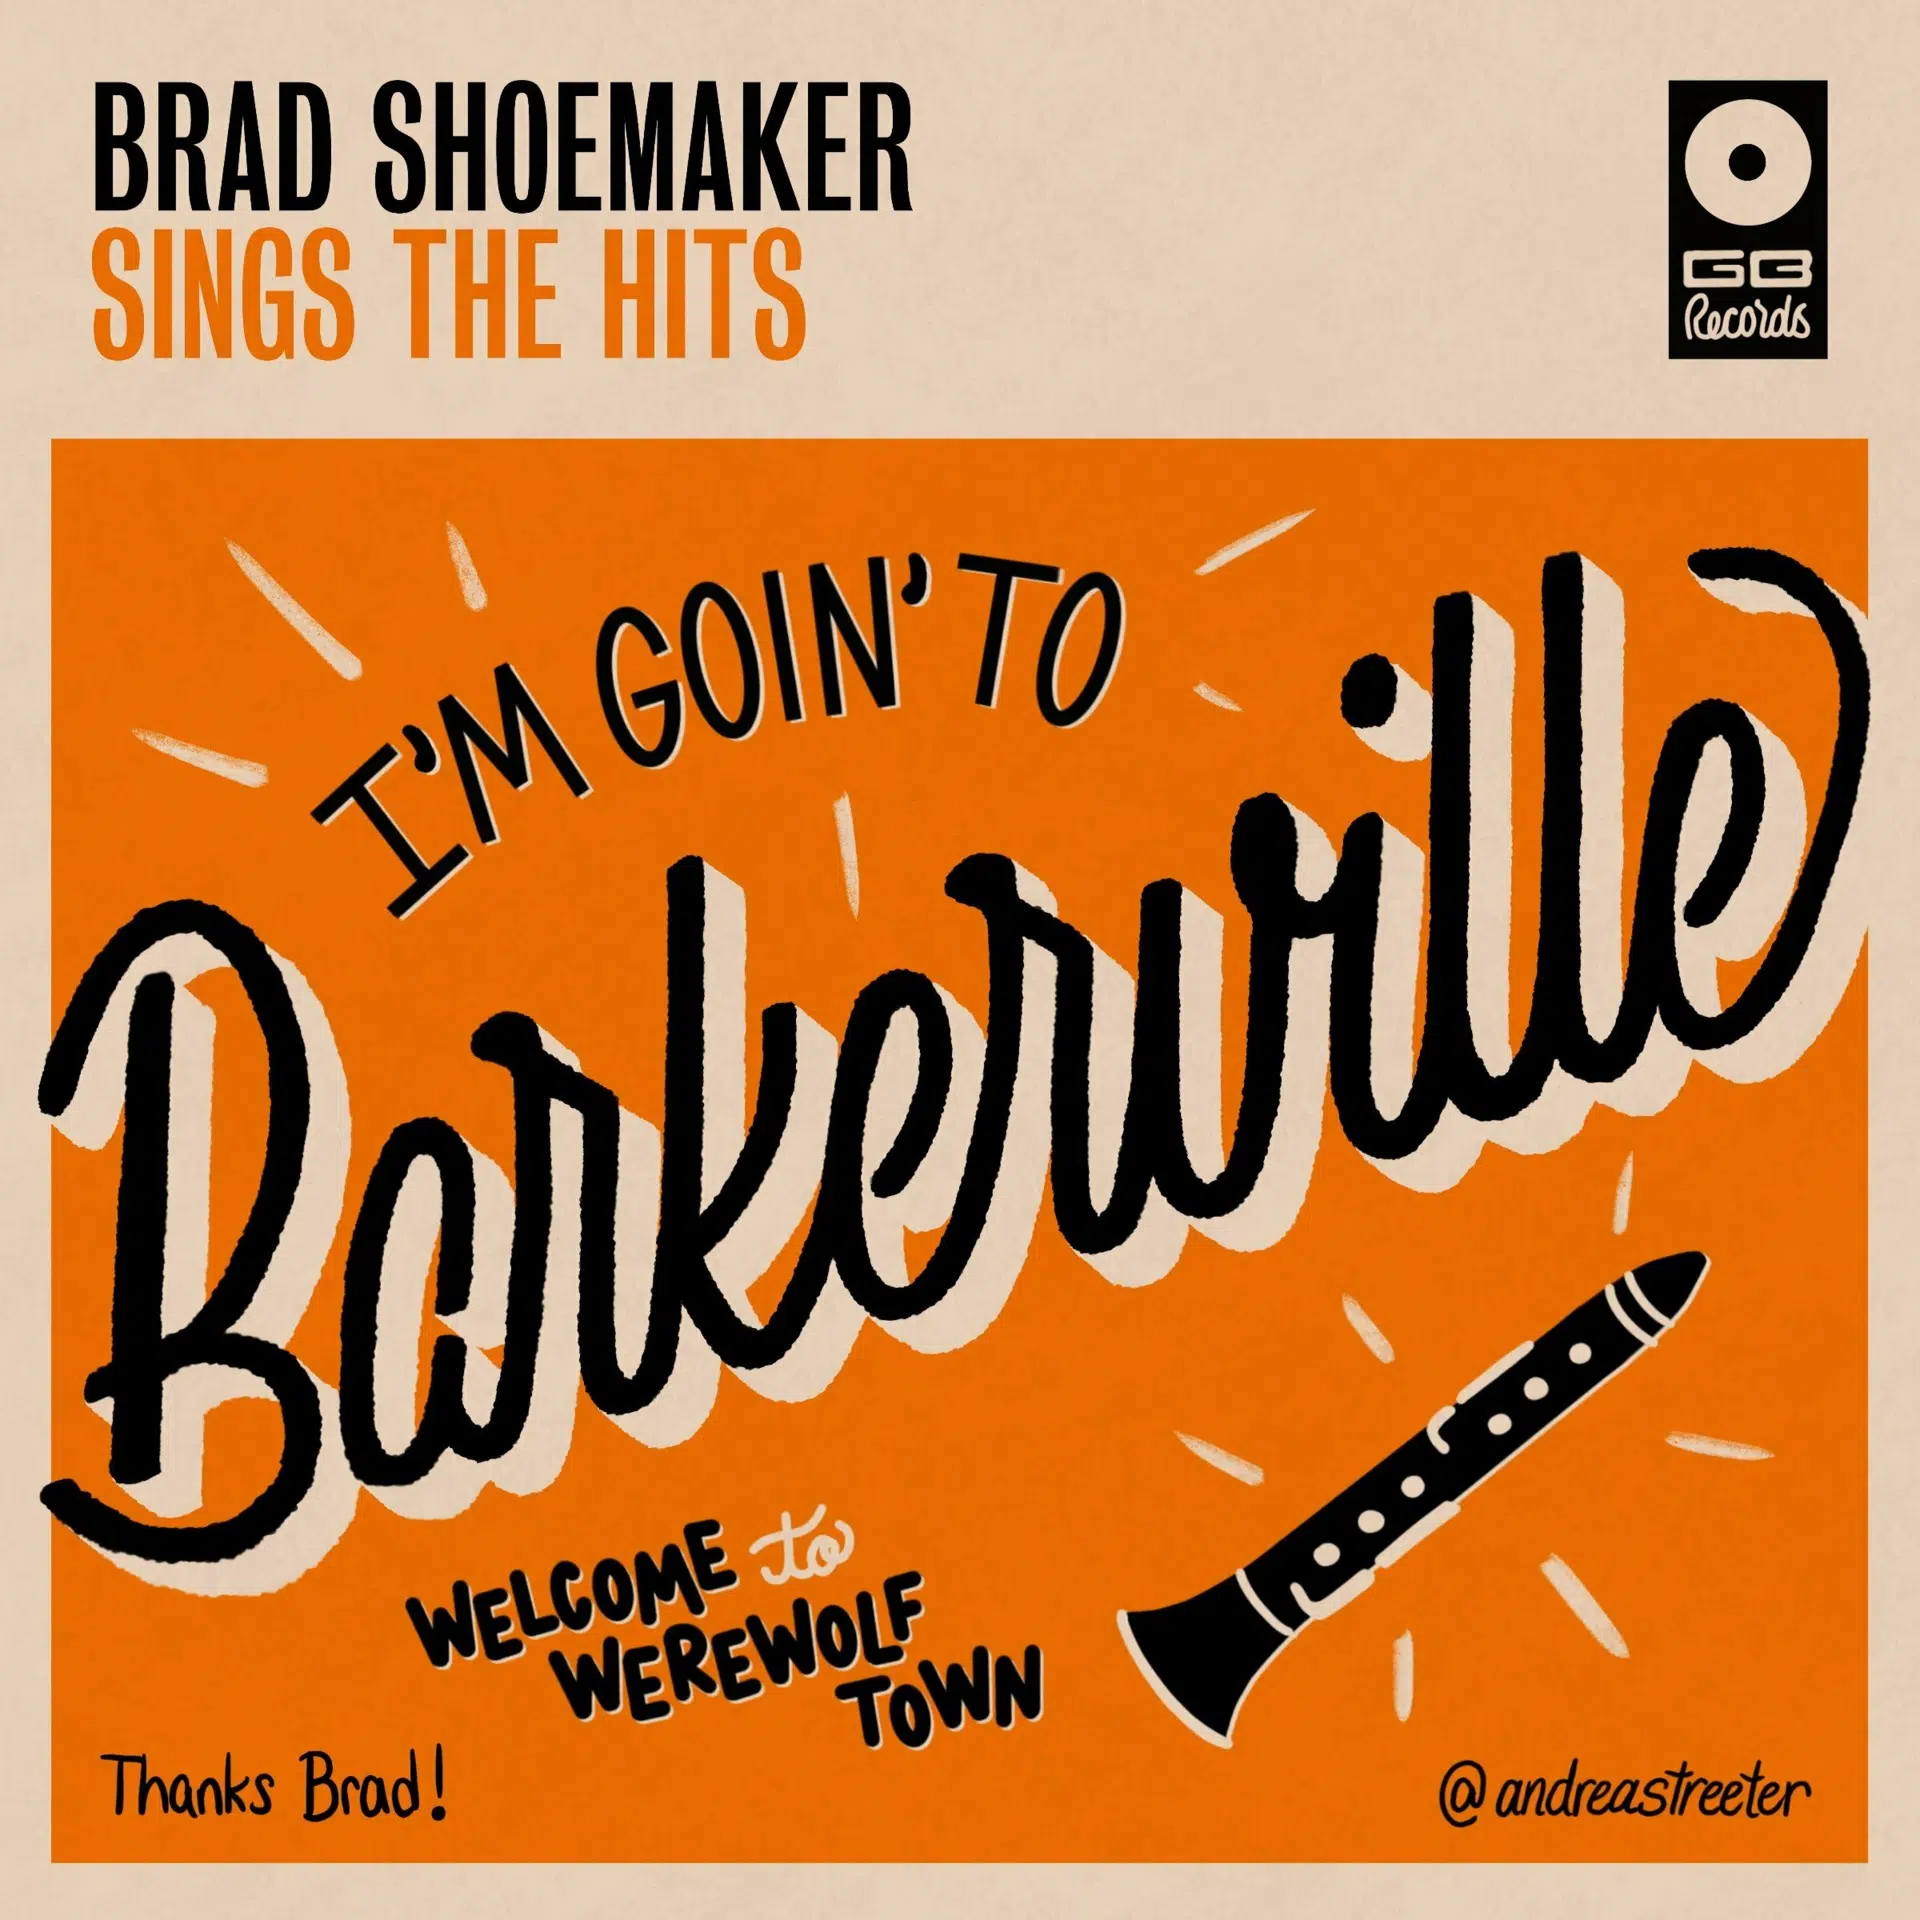 BRAD SHOEMAKER
SINGS THE HITS
GB
Records
I'M GOIN' TO
Barkerville
WELCOME to
WEREWOLF
TOWN
Thanks Brad!
@andreastreeter